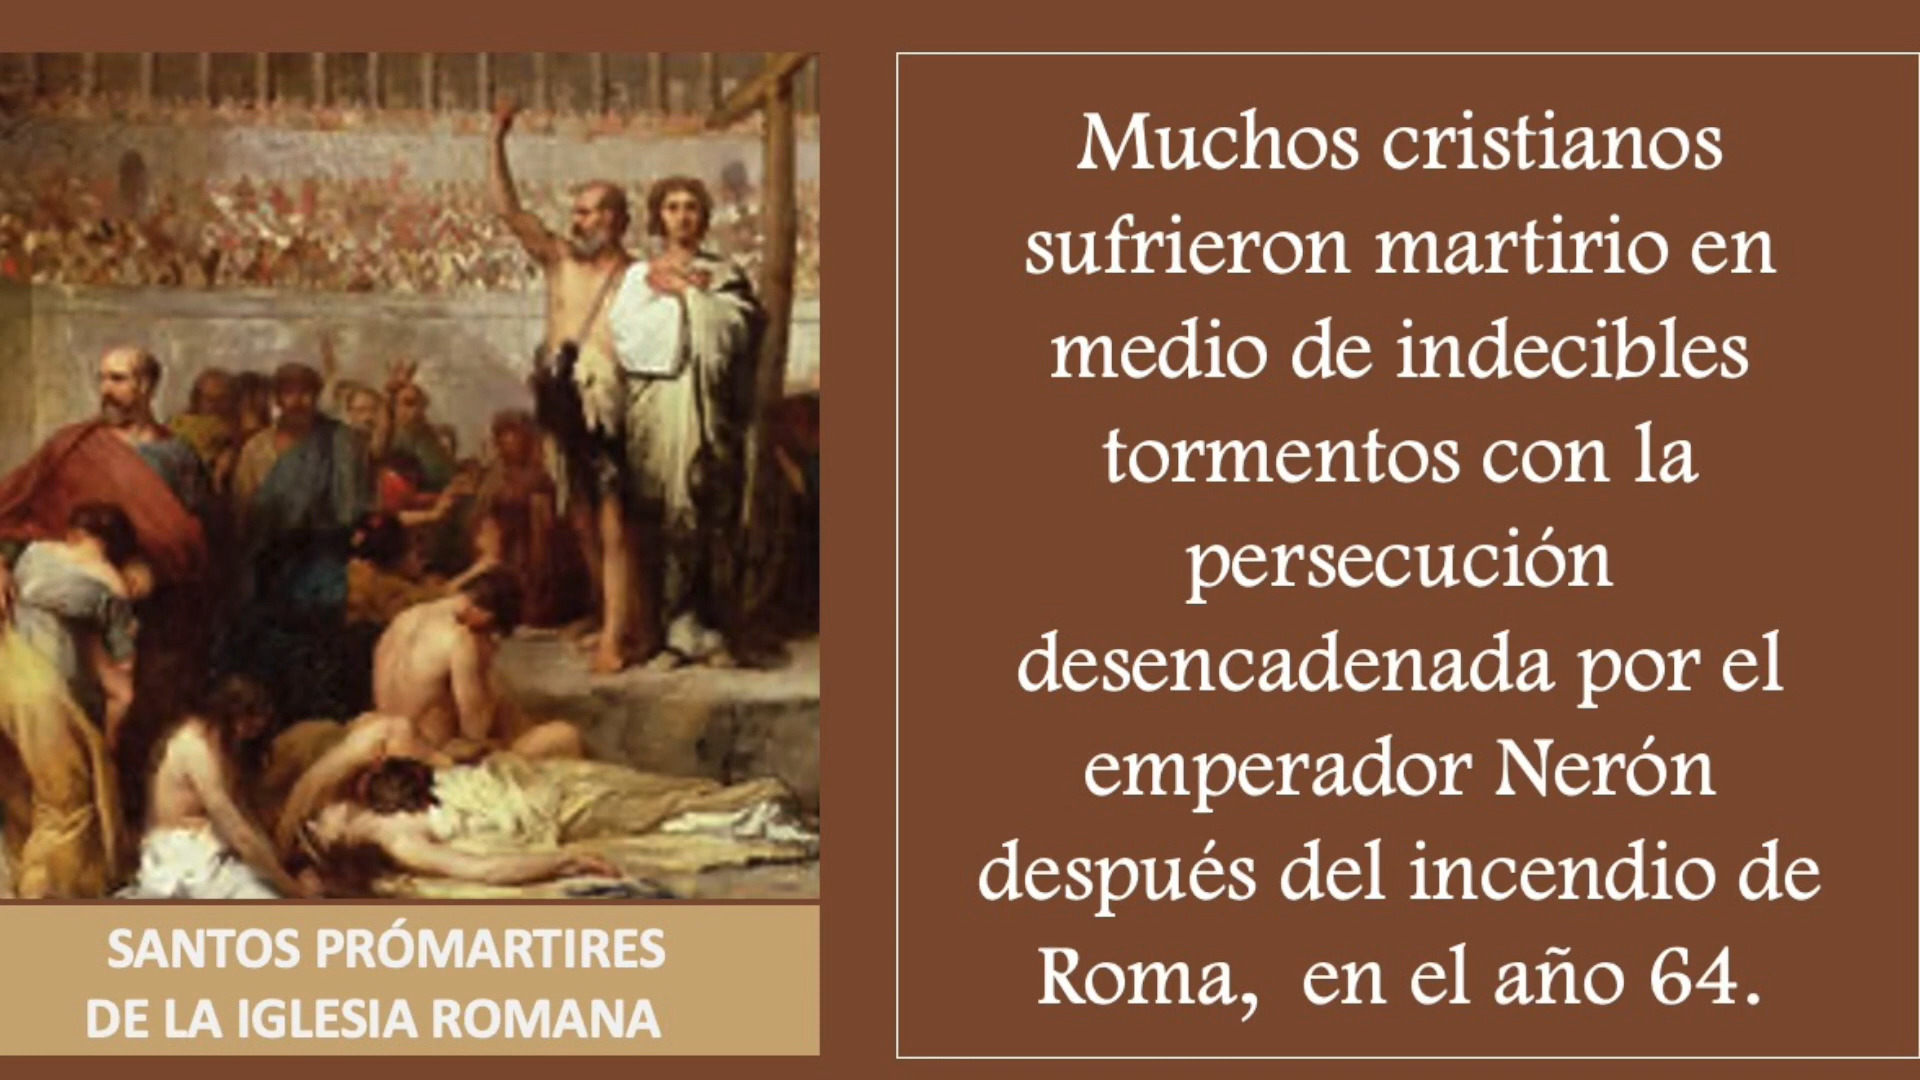 SANTOS PRÓMARTIRES
DE LA IGLESIA ROMANA
Muchos cristianos
sufrieron martirio en
medio de indecibles
tormentos con la
persecución
desencadenada por el
emperador Nerón
después del incendio de
Roma, en el año 64.